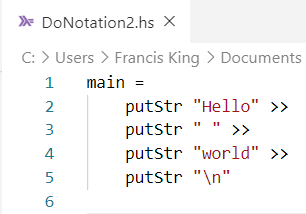 DoNotation2.hs
C: > Users > Francis King > Documents
1 main =
2 putStr "Hello" >>
3 putStr " " >>
4 putStr "world" >>
5 putStr "\n"
6